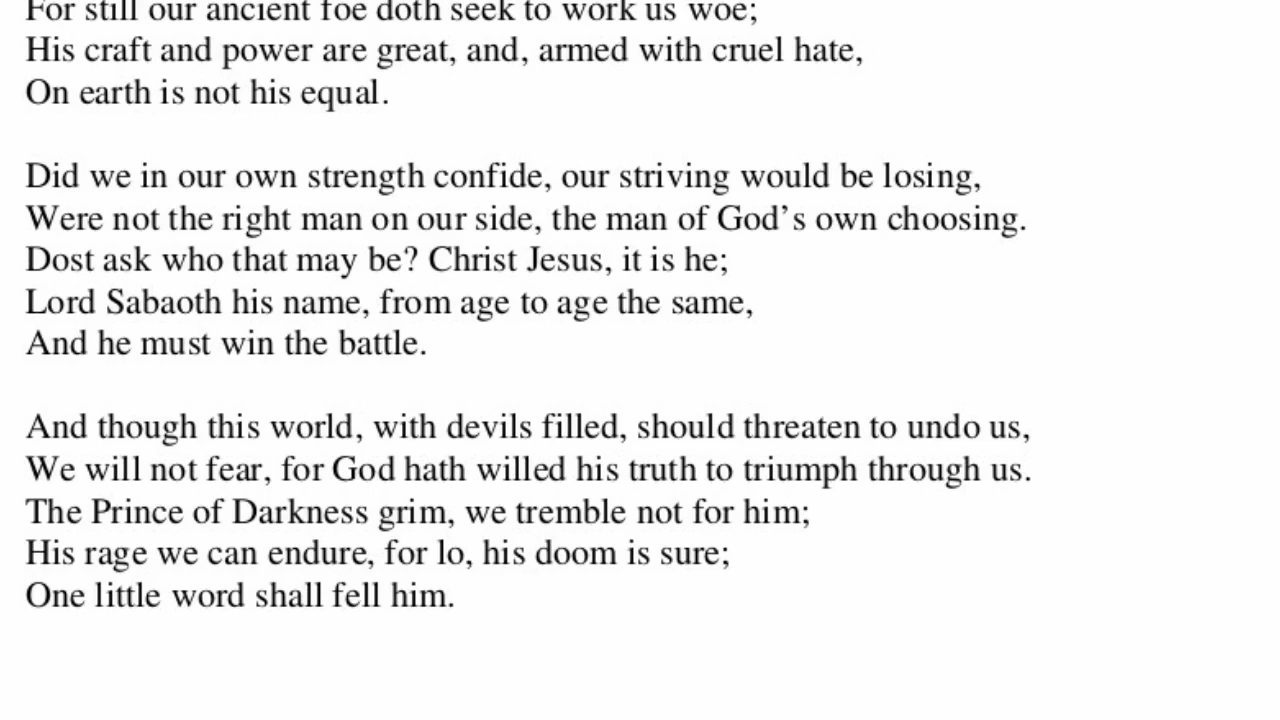 For still our ancient foe doth seek to work us woe;
His craft and power are great, and, armed with cruel hate,
On earth is not his equal.
Did we in our own strength confide, our striving would be losing,
Were not the right man on our side, the man of God’s own choosing.
Dost ask who that may be? Christ Jesus, it is he;
Lord Sabaoth his name, from age to age the same,
And he must win the battle.
And though this world, with devils filled, should threaten to undo us,
We will not fear, for God hath willed his truth to triumph through us.
The Prince of Darkness grim, we tremble not for him;
His rage we can endure, for lo, his doom is sure;
One little word shall fell him.